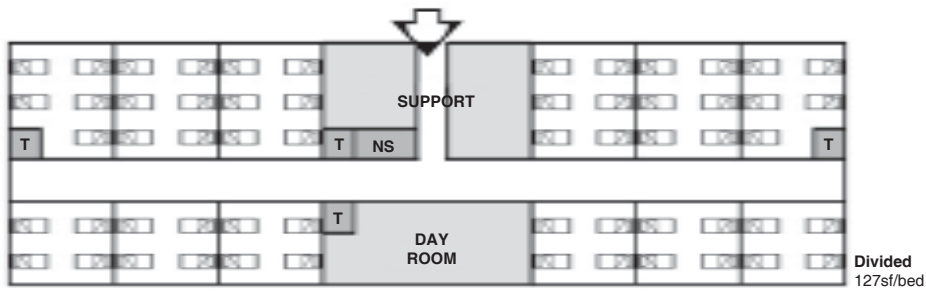 SUPPORT
T
T
NS
T
T
DAY
ROOM
Divided
127sf/bed